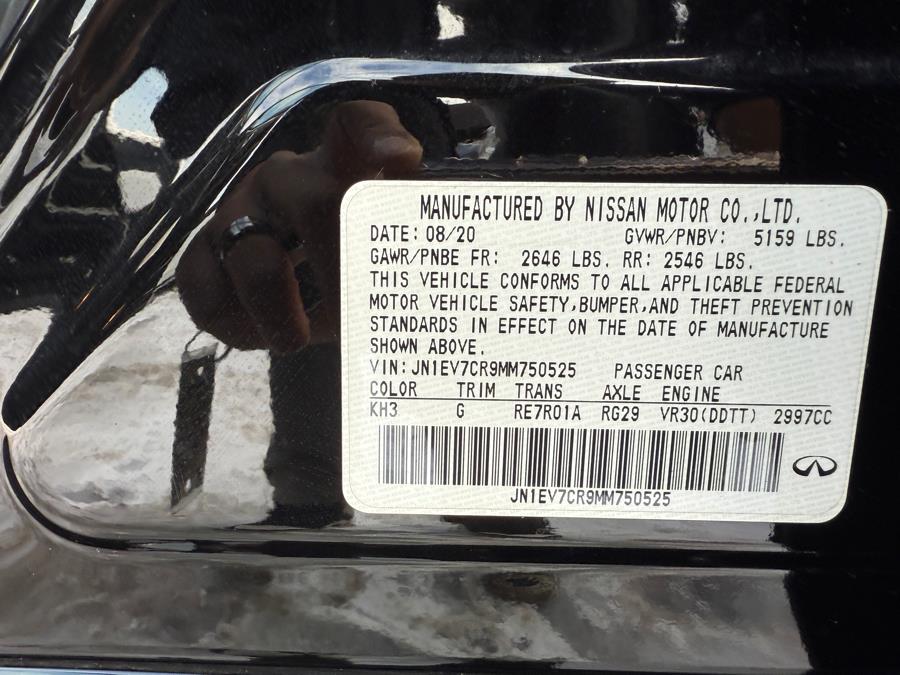 MANUFACTURED BY NISSAN MOTOR CO.,LTD.
DATE: 08/20 GVWR/PNBV: 5159 LBS.
GAWR/PNBE FR: 2646 LBS. RR: 2546 LBS.
THIS VEHICLE CONFORMS TO ALL APPLICABLE FEDERAL
MOTOR VEHICLE SAFETY,BUMPER,AND THEFT PREVENTION
STANDARDS IN EFFECT ON THE DATE OF MANUFACTURE
SHOWN ABOVE.
VIN:JN1EV7CR9MM750525 PASSENGER CAR
COLOR TRIM TRANS AXLE ENGINE
KH3 G RE7R01A RG29 VR30(DDTT) 2997CC
JN1EV7CR9MM750525